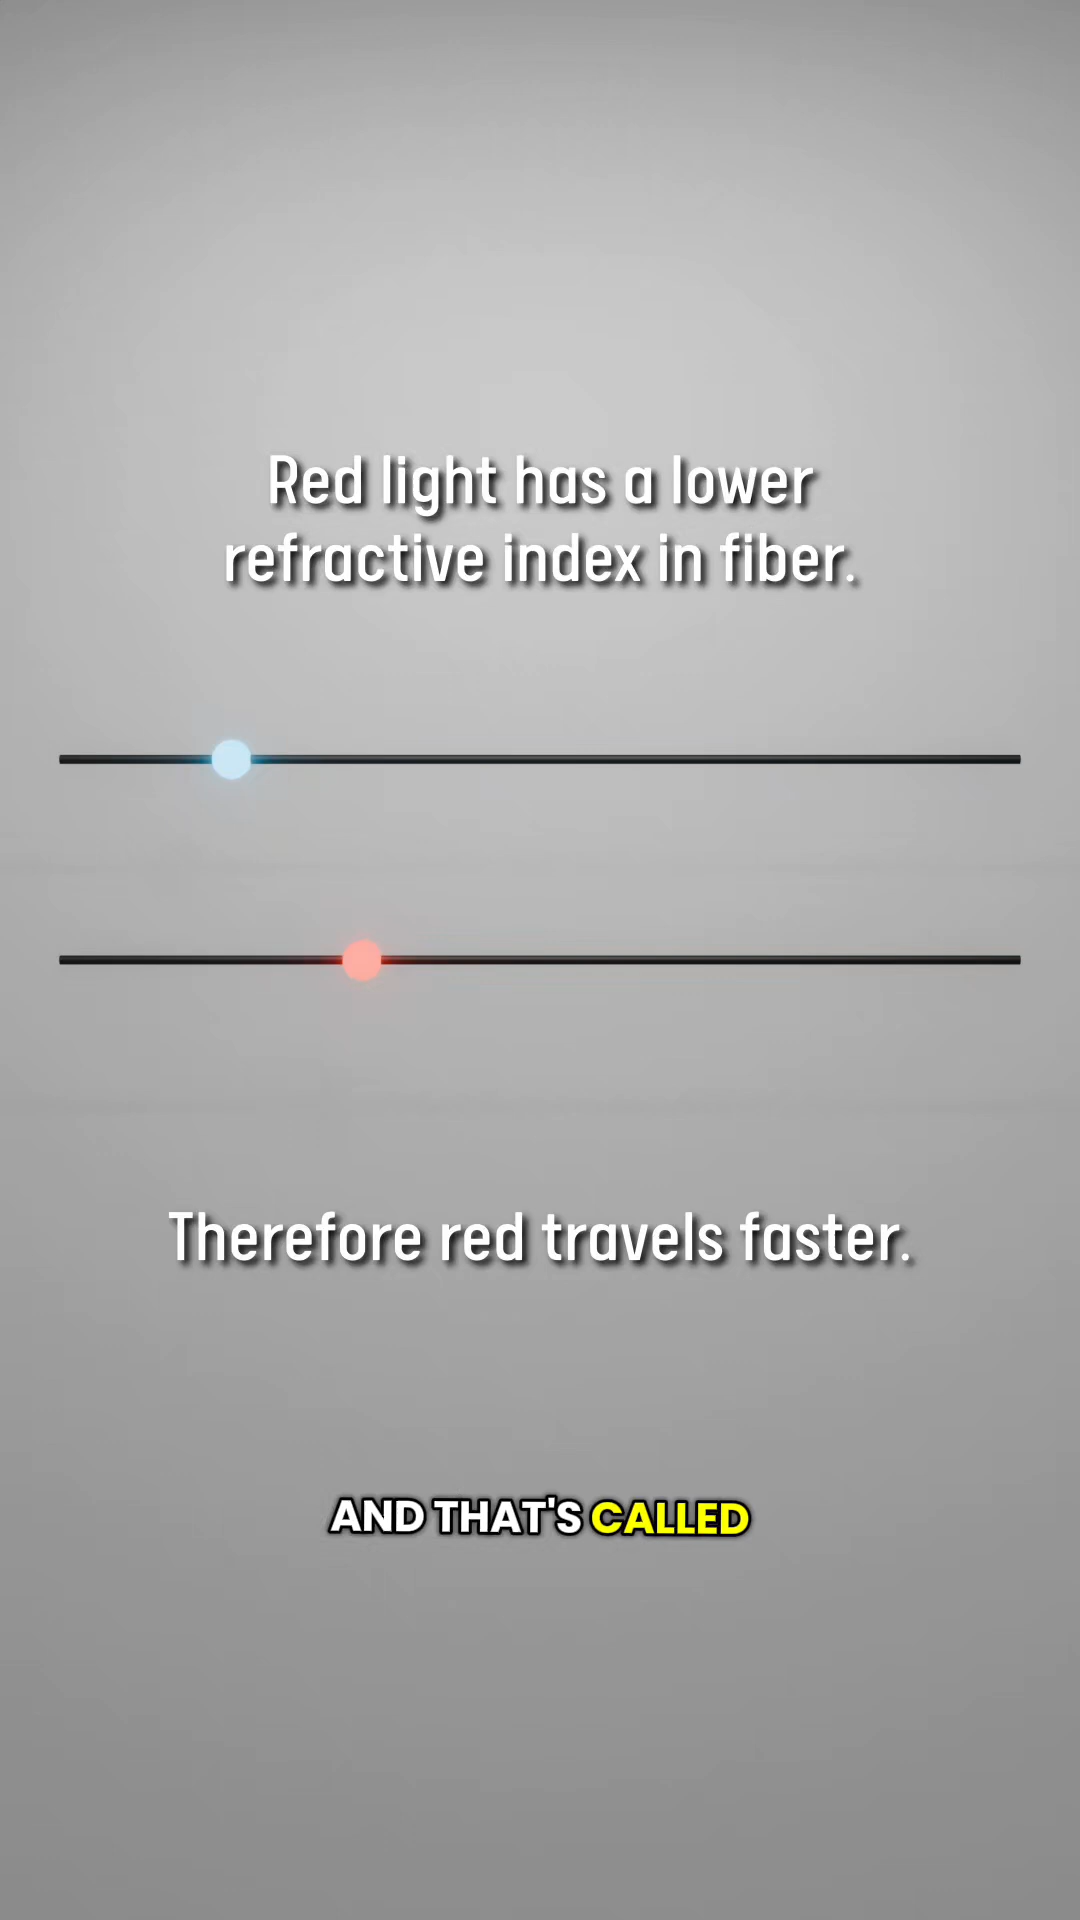 Red light has a lower
refractive index in fiber.
Therefore red travels faster.
AND THAT'S CALLED